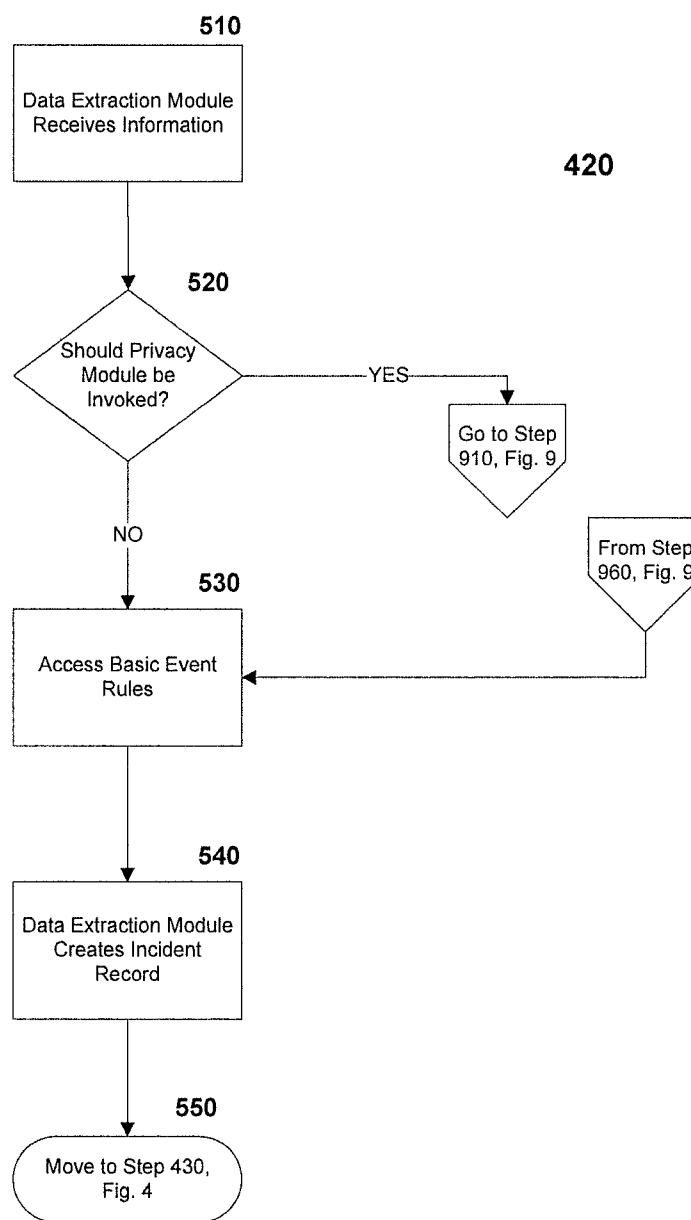 510
Data Extraction Module
Receives Information
420
520
Should Privacy
Module be
Invoked?
YES
Go to Step
910, Fig. 9
NO
From Step
960, Fig. 9
530
Access Basic Event
Rules
540
Data Extraction Module
Creates Incident
Record
550
Move to Step 430,
Fig. 4